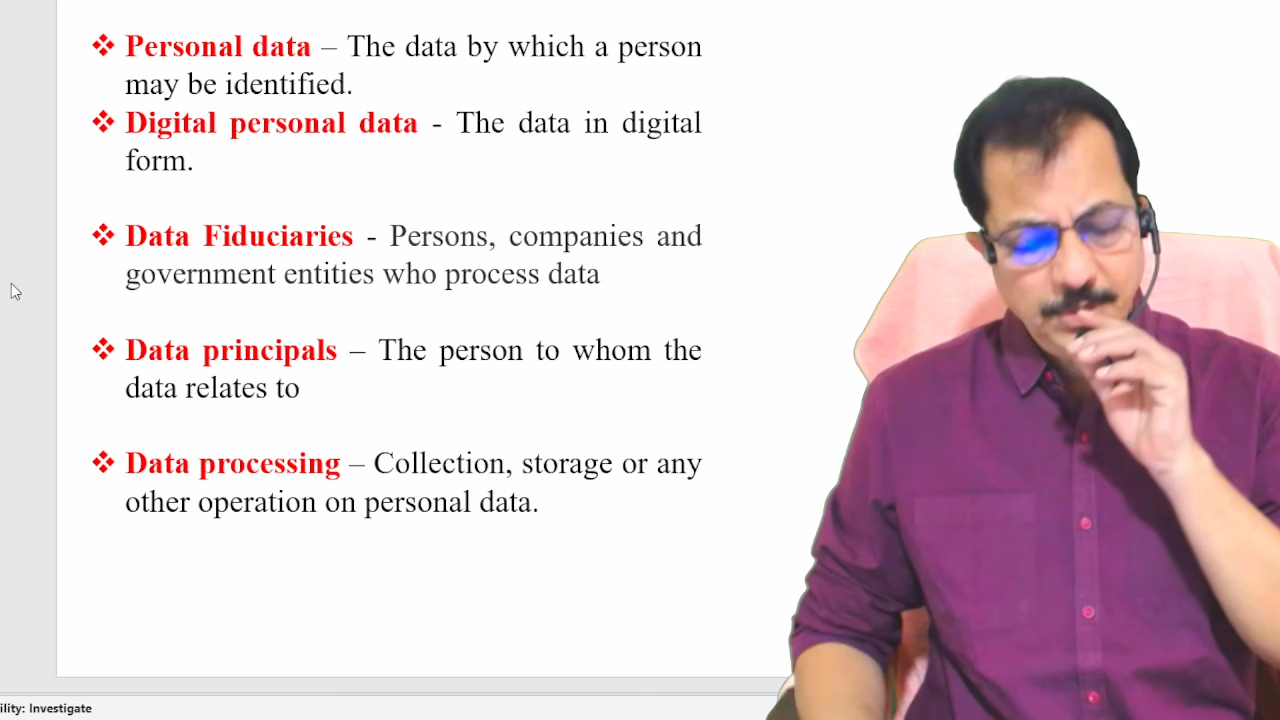 ❖ Personal data – The data by which a person
may be identified.
❖ Digital personal data - The data in digital
form.
❖ Data Fiduciaries - Persons, companies and
government entities who process data
❖ Data principals – The person to whom the
data relates to
❖ Data processing – Collection, storage or any
other operation on personal data.
ility: Investigate